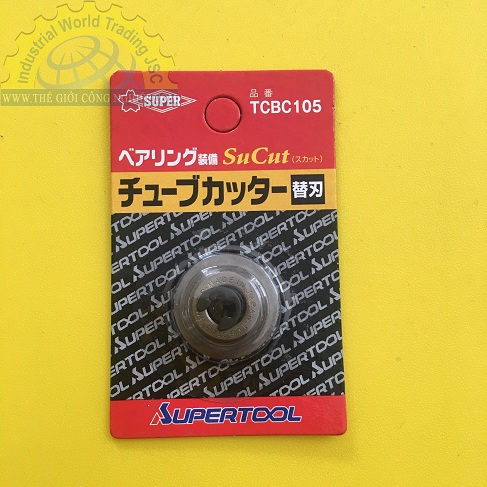 Industrial World Trading JSC
WWW.THẾ GIỚI CÔNG
SUPER
品番
TCBC105
ベアリング装備 SuCut (スカット)
チューブカッター 替刃
SUPERTOOL
SUPERTOOL